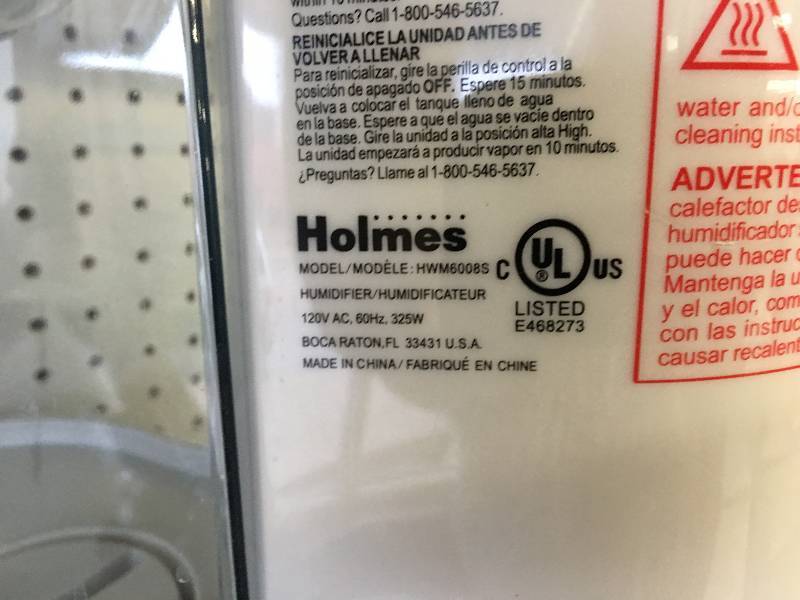 within 10 minutes.
Questions? Call 1-800-546-5637.
REINICIALICE LA UNIDAD ANTES DE
VOLVER A LLENAR
Para reinicializar, gire la perilla de control a la
posición de apagado OFF. Espere 15 minutos.
Vuelva a colocar el tanque lleno de agua
en la base. Espere a que el agua se vacíe dentro
de la base. Gire la unidad a la posición alta High.
La unidad empezará a producir vapor en 10 minutos.
¿Preguntas? Llame al 1-800-546-5637.
Holmes
MODEL/MODÈLE: HWM6008S
HUMIDIFIER/HUMIDIFICATEUR
120V AC, 60Hz, 325W
BOCA RATON,FL 33431 U.S.A.
MADE IN CHINA / FABRIQUÉ EN CHINE
C UL® US
LISTED
E468273
water and/
cleaning inst
ADVERTE
calefactor de
humidificador
puede hacer
Mantenga la u
y el calor, com
con las instruc
causar recalent